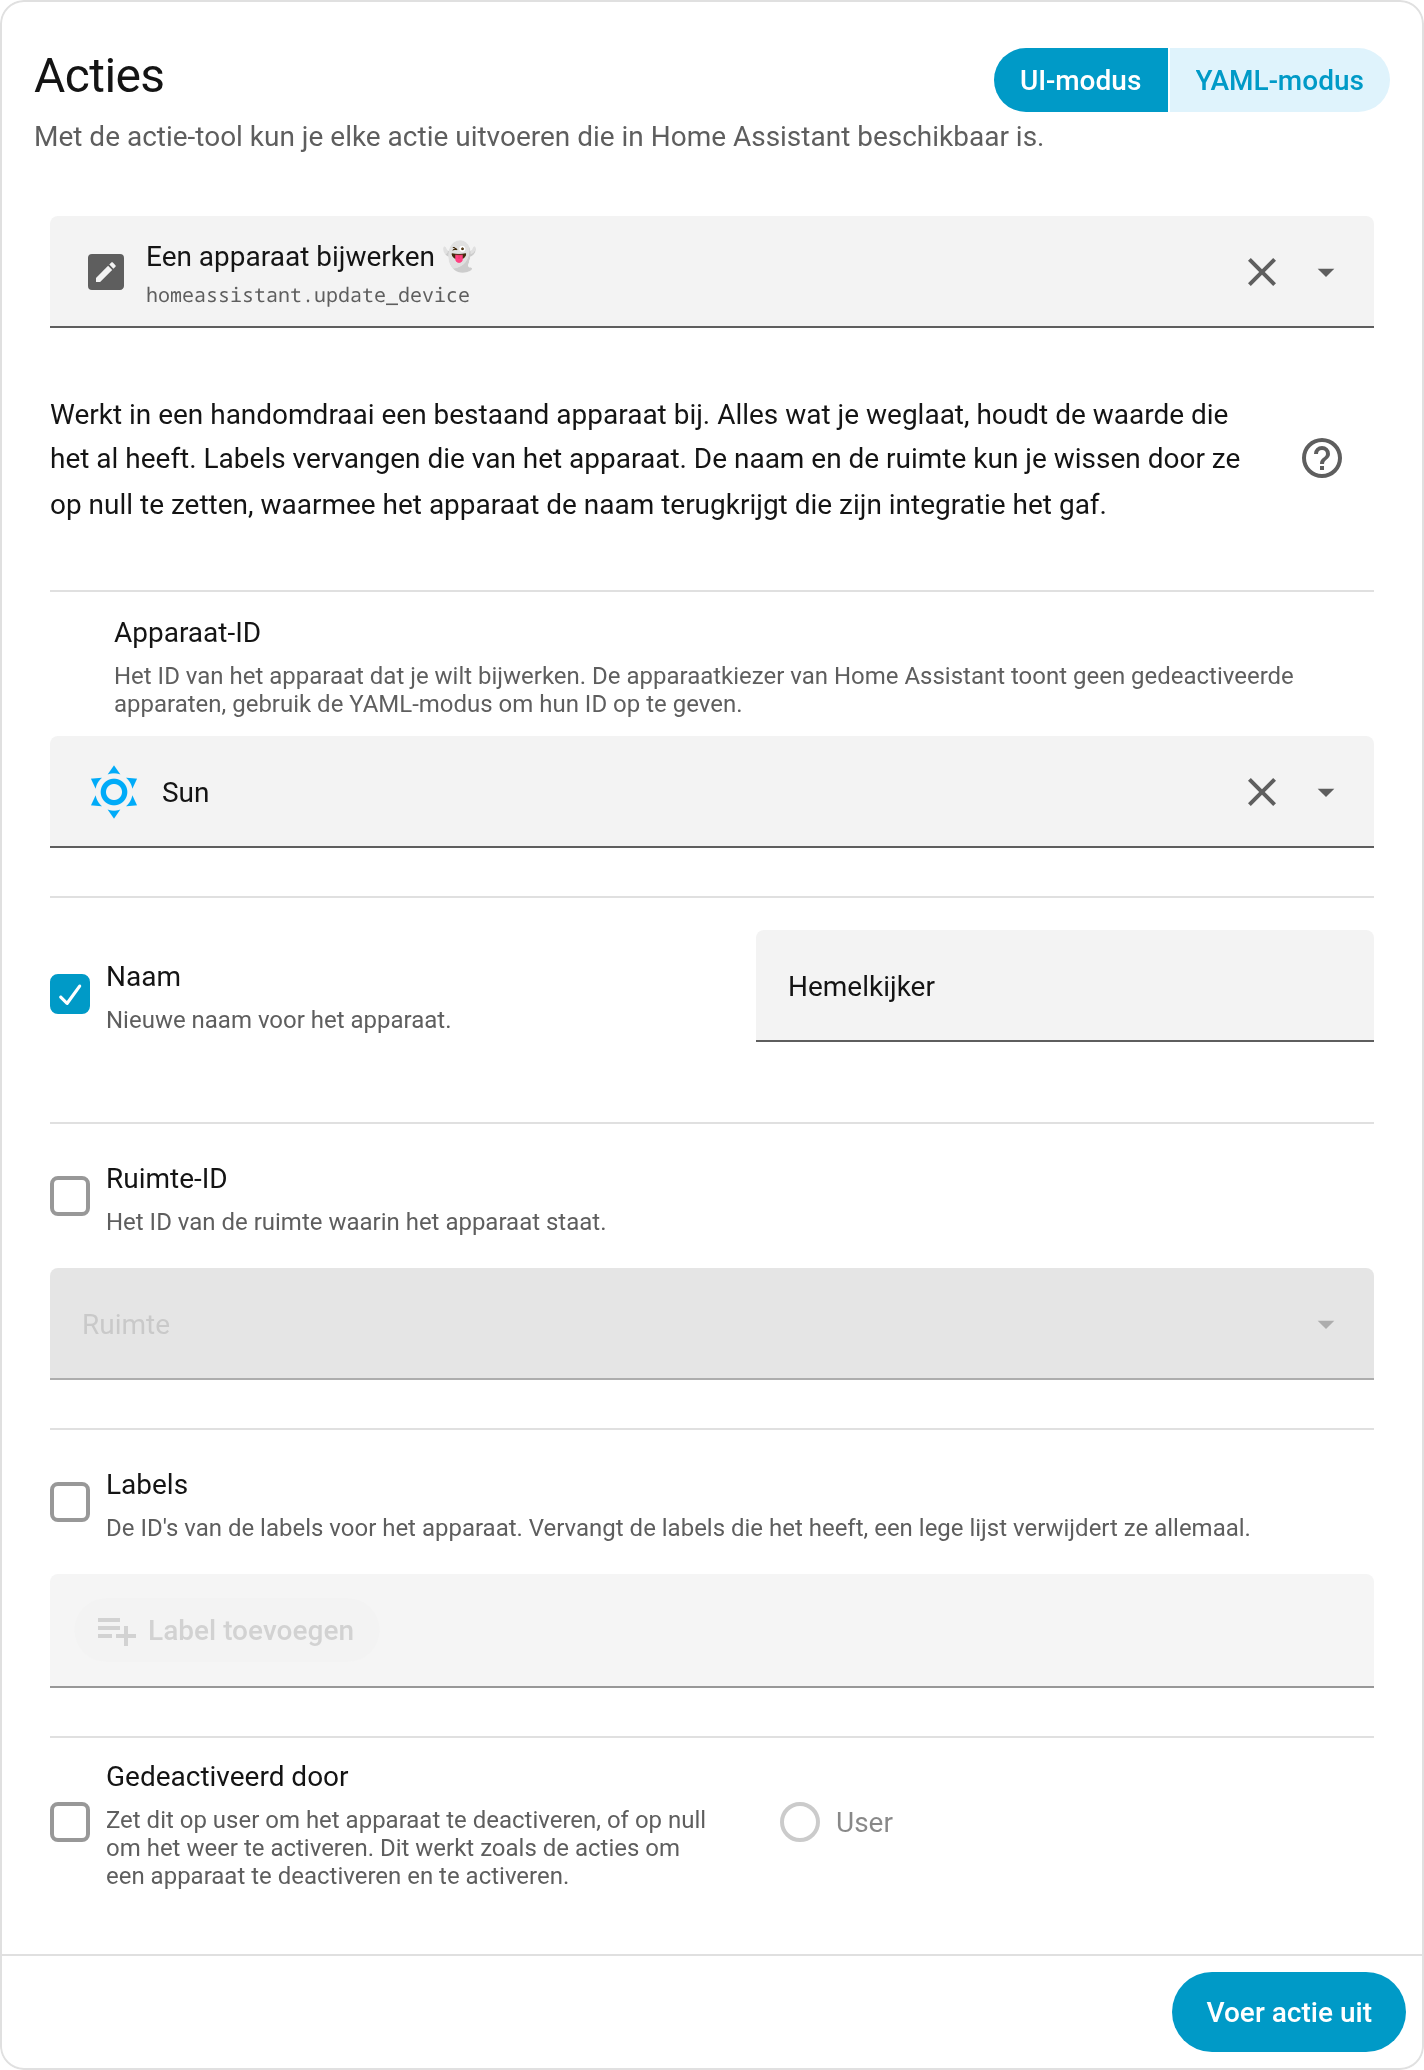 Acties
UI-modus
YAML-modus
Met de actie-tool kun je elke actie uitvoeren die in Home Assistant beschikbaar is.
Een apparaat bijwerken 👻
homeassistant.update_device
Werkt in een handomdraai een bestaand apparaat bij. Alles wat je weglaat, houdt de waarde die
het al heeft. Labels vervangen die van het apparaat. De naam en de ruimte kun je wissen door ze
op null te zetten, waarmee het apparaat de naam terugkrijgt die zijn integratie het gaf.
Apparaat-ID
Het ID van het apparaat dat je wilt bijwerken. De apparaatkiezer van Home Assistant toont geen gedeactiveerde
apparaten, gebruik de YAML-modus om hun ID op te geven.
Sun
Naam
Nieuwe naam voor het apparaat.
Hemelkijker
Ruimte-ID
Het ID van de ruimte waarin het apparaat staat.
Ruimte
Labels
De ID's van de labels voor het apparaat. Vervangt de labels die het heeft, een lege lijst verwijdert ze allemaal.
Label toevoegen
Gedeactiveerd door
Zet dit op user om het apparaat te deactiveren, of op null
om het weer te activeren. Dit werkt zoals de acties om
een apparaat te deactiveren en te activeren.
User
Voer actie uit